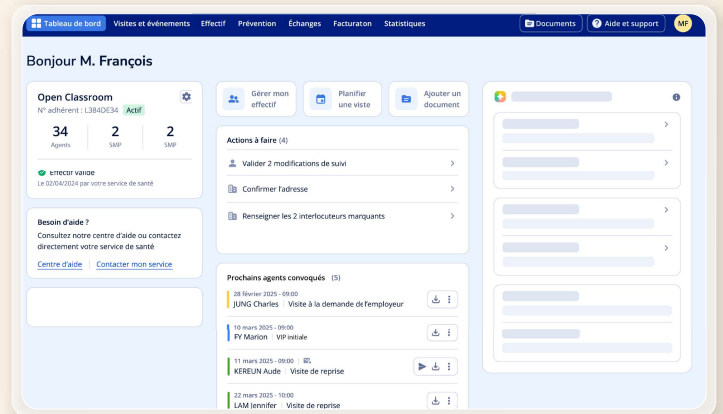 Tableau de bord Visites et événements Effectif Prévention Échanges Facturaton Statistiques Documents Aide et support MF
Bonjour M. François
Open Classroom
N° adhérent : L384DE34 Actif
34 2 2
Agents SMP SMP
Effectif valide
Le 02/04/2024 par votre service de santé
Besoin d'aide ?
Consultez notre centre d'aide ou contactez
directement votre service de santé
Centre d'aide Contacter mon service
Gérer mon
effectif
Planifier
une viste
Ajouter un
document
Actions à faire (4)
Valider 2 modifications de suivi
Confirmer l'adresse
Renseigner les 2 interlocuteurs marquants
Prochains agents convoqués (5)
28 février 2025 - 09:00
JUNG Charles Visite à la demande de l'employeur
10 mars 2025 - 09:00
FY Marion VIP initiale
11 mars 2025 - 09:00
KEREUN Aude Visite de reprise
22 mars 2025 - 10:00
LAM Jennifer Visite de reprise